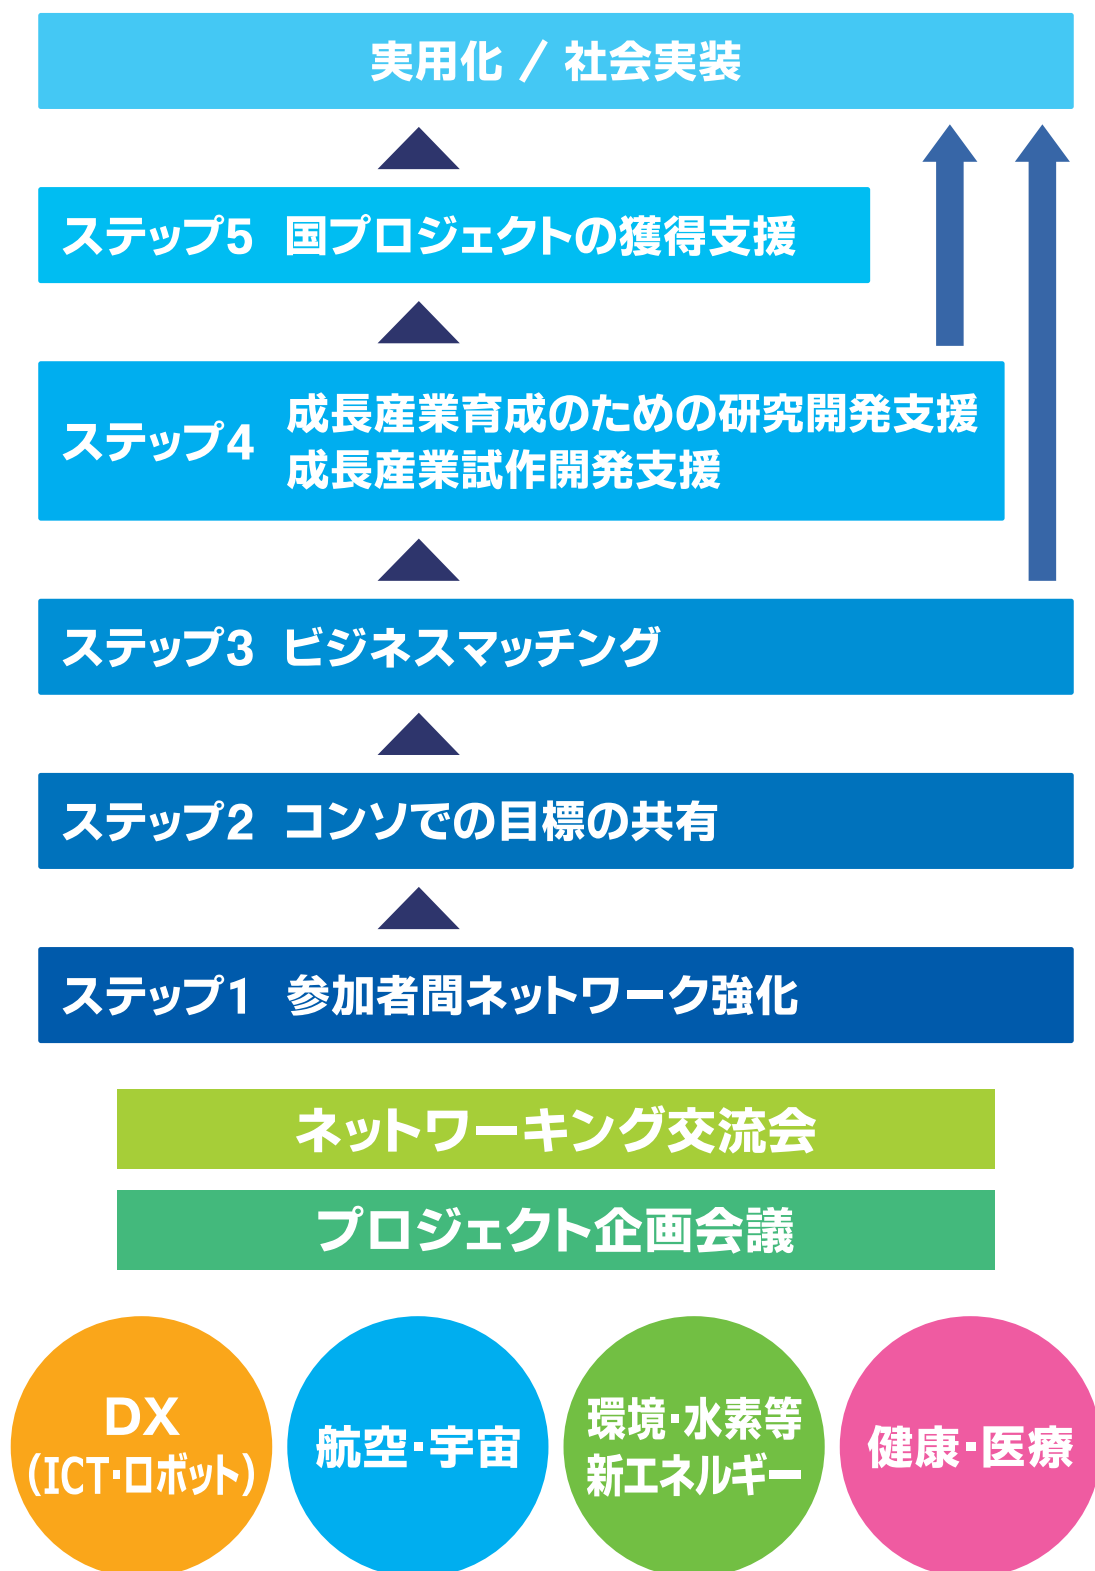 実用化 / 社会実装
ステップ5 国プロジェクトの獲得支援
ステップ4 成長産業育成のための研究開発支援
成長産業試作開発支援
ステップ3 ビジネスマッチング
ステップ2 コンソでの目標の共有
ステップ1 参加者間ネットワーク強化
ネットワーキング交流会
プロジェクト企画会議
DX
(ICT・ロボット)
航空・宇宙
環境・水素等
新エネルギー
健康・医療